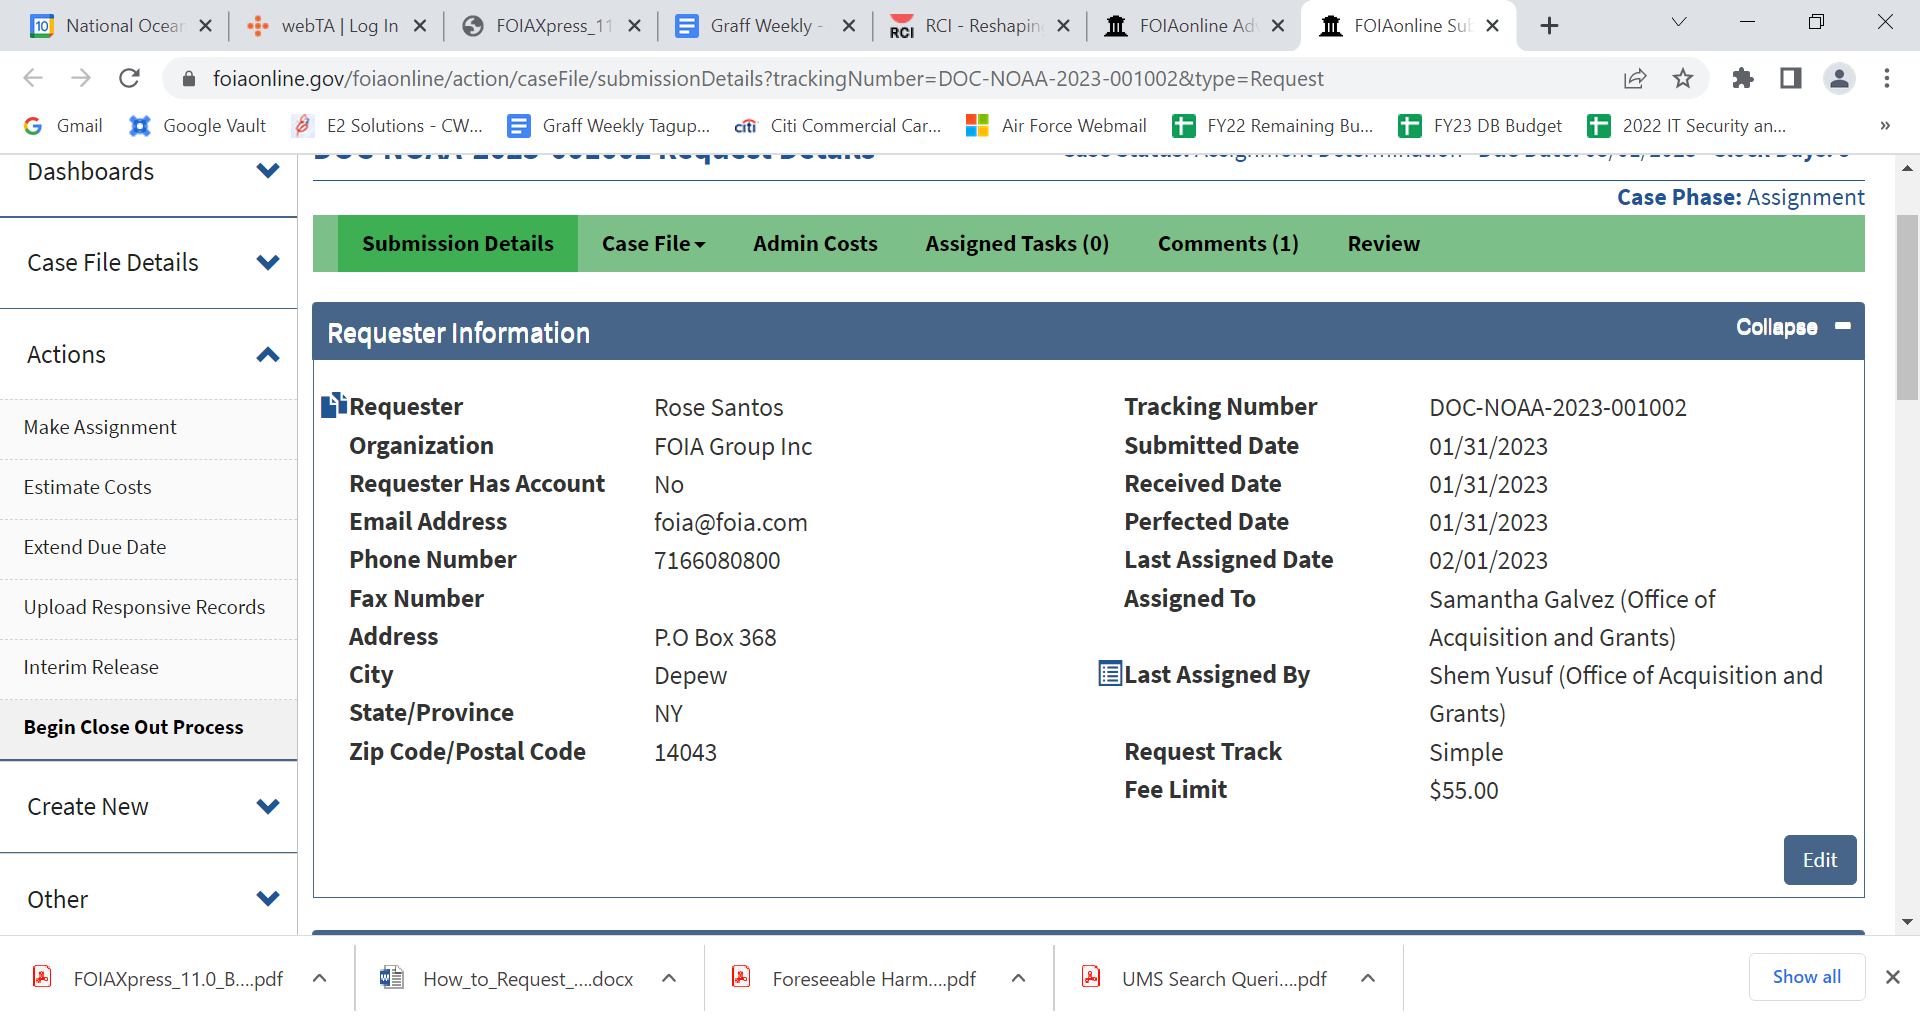 National Ocean
webTA | Log In
FOIAXpress_11
Graff Weekly -
RCI - Reshaping
FOIAonline Adv
FOIAonline Sub
foiaonline.gov/foiaonline/action/caseFile/submissionDetails?trackingNumber=DOC-NOAA-2023-001002&type=Request
Gmail
Google Vault
E2 Solutions - CW...
Graff Weekly Tagup...
citi
Citi Commercial Car...
Air Force Webmail
FY22 Remaining Bu...
FY23 DB Budget
2022 IT Security an...
»
DOC-NOAA-2023-001002 Request Details
Case Phase: Assignment
Dashboards
Case File Details
Actions
Make Assignment
Estimate Costs
Extend Due Date
Upload Responsive Records
Interim Release
Begin Close Out Process
Create New
Other
Submission Details
Case File
Admin Costs
Assigned Tasks (0)
Comments (1)
Review
Requester Information
Collapse
Requester Rose Santos
Organization FOIA Group Inc
Requester Has Account No
Email Address foia@foia.com
Phone Number 7166080800
Fax Number
Address P.O Box 368
City Depew
State/Province NY
Zip Code/Postal Code 14043
Tracking Number DOC-NOAA-2023-001002
Submitted Date 01/31/2023
Received Date 01/31/2023
Perfected Date 01/31/2023
Last Assigned Date 02/01/2023
Assigned To Samantha Galvez (Office of
Acquisition and Grants)
Last Assigned By Shem Yusuf (Office of Acquisition and
Grants)
Request Track Simple
Fee Limit $55.00
Edit
FOIAXpress_11.0_B....pdf
How_to_Request_....docx
Foreseeable Harm....pdf
UMS Search Queri....pdf
Show all